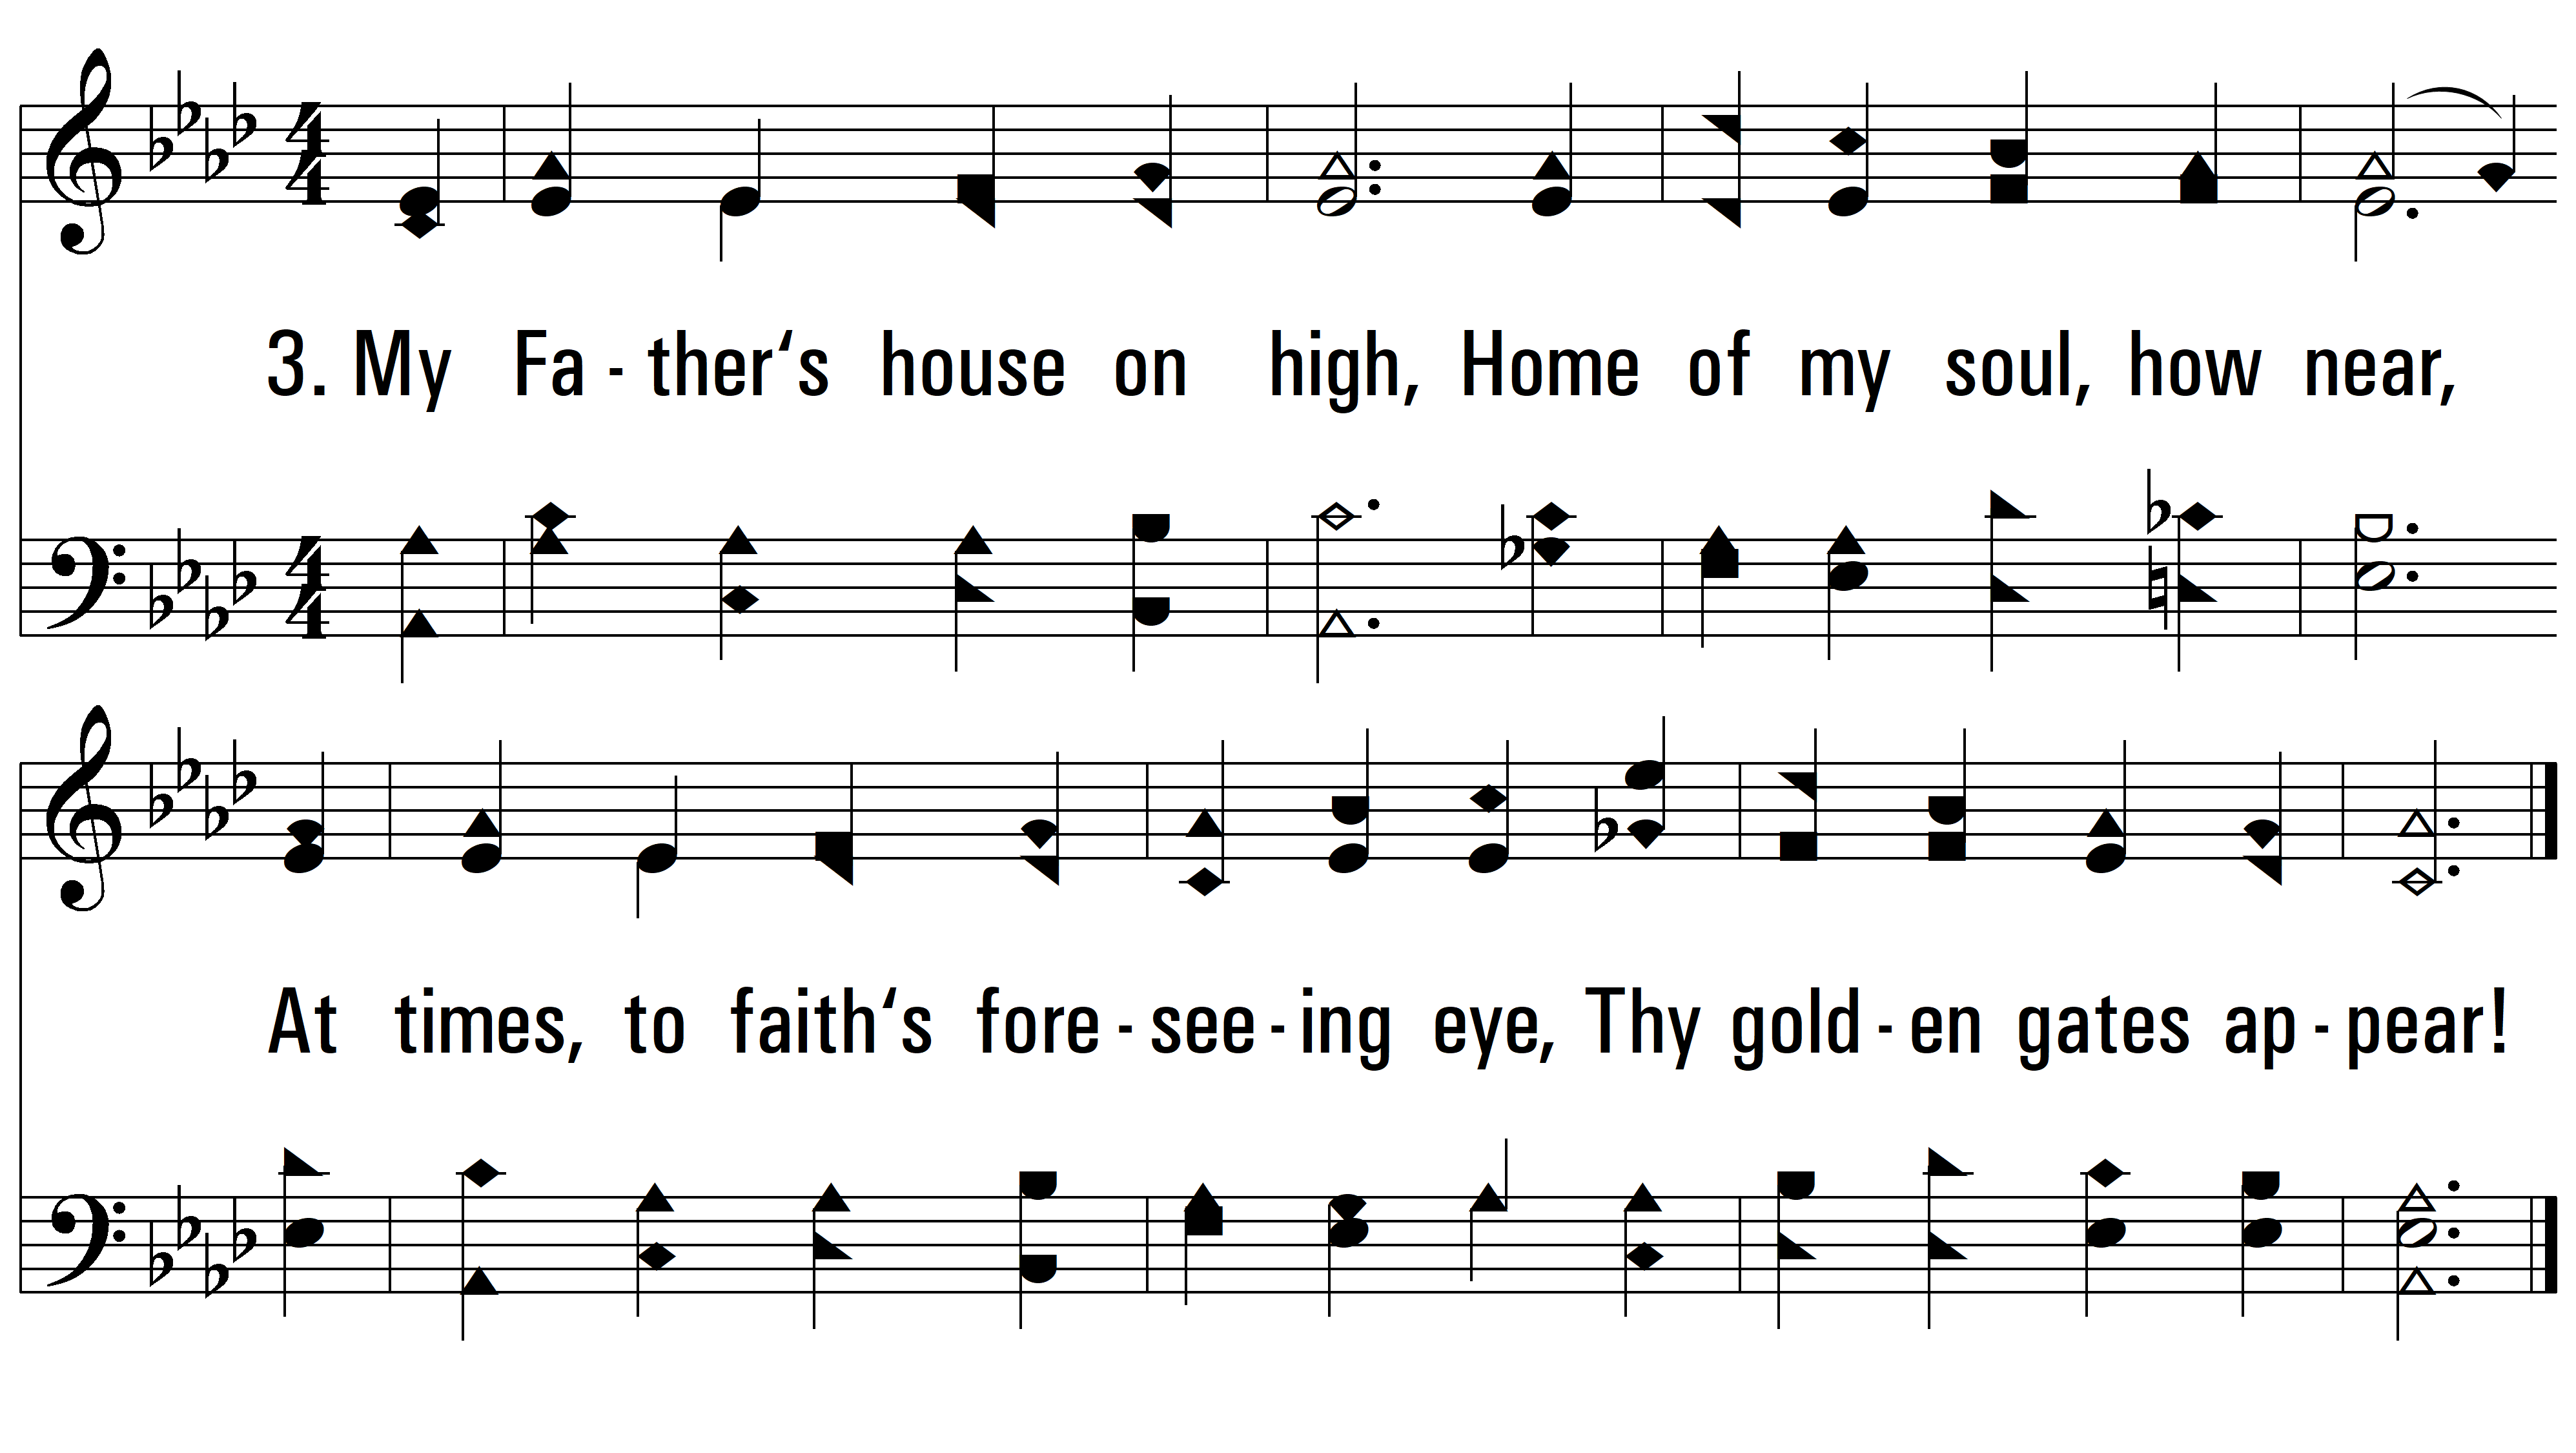 3. My Fa - ther‘s house on high, Home of my soul, how near,
At times, to faith‘s fore - see - ing eye, Thy gold - en gates ap - pear!